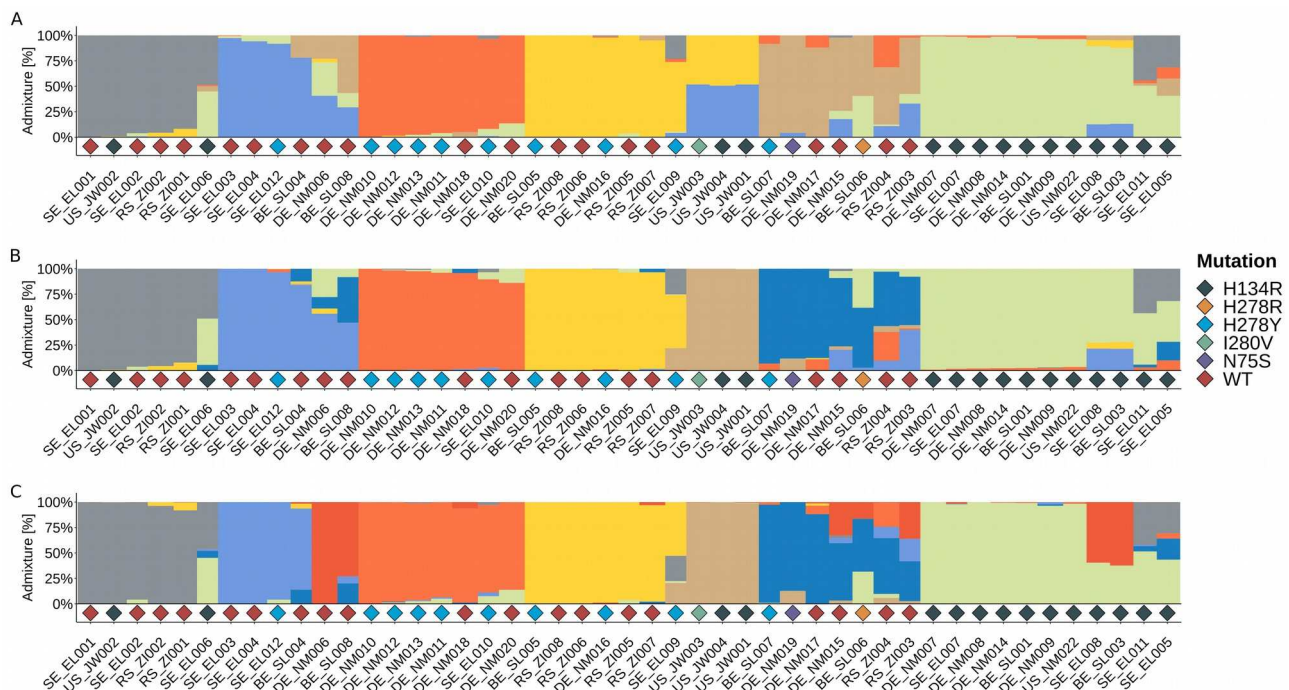 A
Admixture [%]
100%
75%
50%
25%
0%
SE_EL001 US_JW002 SE_EL002 RS_ZI002 RS_ZI001 SE_EL006 SE_EL003 SE_EL004 SE_EL012 BE_SL004 DE_NM006 BE_SL008 DE_NM010 DE_NM012 DE_NM013 DE_NM011 DE_NM018 SE_EL010 DE_NM020 BE_SL005 RS_ZI008 RS_ZI006 DE_NM016 RS_ZI005 RS_ZI007 SE_EL009 US_JW003 US_JW004 US_JW001 BE_SL007 DE_NM019 DE_NM017 DE_NM015 BE_SL006 RS_ZI004 RS_ZI003 DE_NM007 SE_EL007 DE_NM008 DE_NM014 BE_SL001 DE_NM009 US_NM022 SE_EL008 BE_SL003 SE_EL011 SE_EL005
B
Admixture [%]
100%
75%
50%
25%
0%
SE_EL001 US_JW002 SE_EL002 RS_ZI002 RS_ZI001 SE_EL006 SE_EL003 SE_EL004 SE_EL012 BE_SL004 DE_NM006 BE_SL008 DE_NM010 DE_NM012 DE_NM013 DE_NM011 DE_NM018 SE_EL010 DE_NM020 BE_SL005 RS_ZI008 RS_ZI006 DE_NM016 RS_ZI005 RS_ZI007 SE_EL009 US_JW003 US_JW004 US_JW001 BE_SL007 DE_NM019 DE_NM017 DE_NM015 BE_SL006 RS_ZI004 RS_ZI003 DE_NM007 SE_EL007 DE_NM008 DE_NM014 BE_SL001 DE_NM009 US_NM022 SE_EL008 BE_SL003 SE_EL011 SE_EL005
C
Admixture [%]
100%
75%
50%
25%
0%
SE_EL001 US_JW002 SE_EL002 RS_ZI002 RS_ZI001 SE_EL006 SE_EL003 SE_EL004 SE_EL012 BE_SL004 DE_NM006 BE_SL008 DE_NM010 DE_NM012 DE_NM013 DE_NM011 DE_NM018 SE_EL010 DE_NM020 BE_SL005 RS_ZI008 RS_ZI006 DE_NM016 RS_ZI005 RS_ZI007 SE_EL009 US_JW003 US_JW004 US_JW001 BE_SL007 DE_NM019 DE_NM017 DE_NM015 BE_SL006 RS_ZI004 RS_ZI003 DE_NM007 SE_EL007 DE_NM008 DE_NM014 BE_SL001 DE_NM009 US_NM022 SE_EL008 BE_SL003 SE_EL011 SE_EL005
Mutation
H134R
H278R
H278Y
I280V
N75S
WT